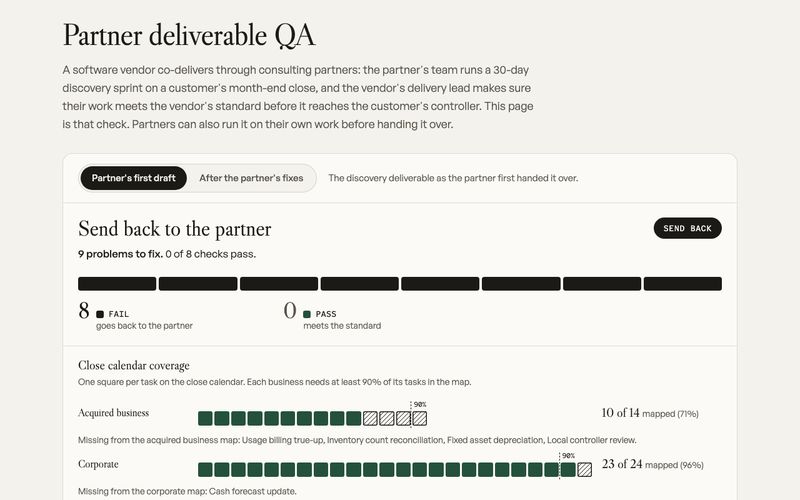 Partner deliverable QA
A software vendor co-delivers through consulting partners: the partner's team runs a 30-day
discovery sprint on a customer's month-end close, and the vendor's delivery lead makes sure
their work meets the vendor's standard before it reaches the customer's controller. This page
is that check. Partners can also run it on their own work before handing it over.
Partner's first draft After the partner's fixes The discovery deliverable as the partner first handed it over.
Send back to the partner SEND BACK
9 problems to fix. 0 of 8 checks pass.
8 FAIL 0 PASS
goes back to the partner meets the standard
Close calendar coverage
One square per task on the close calendar. Each business needs at least 90% of its tasks in the map.
90%
Acquired business 10 of 14 mapped (71%)
Missing from the acquired business map: Usage billing true-up, Inventory count reconciliation, Fixed asset depreciation, Local controller review.
90%
Corporate 23 of 24 mapped (96%)
Missing from the corporate map: Cash forecast update.